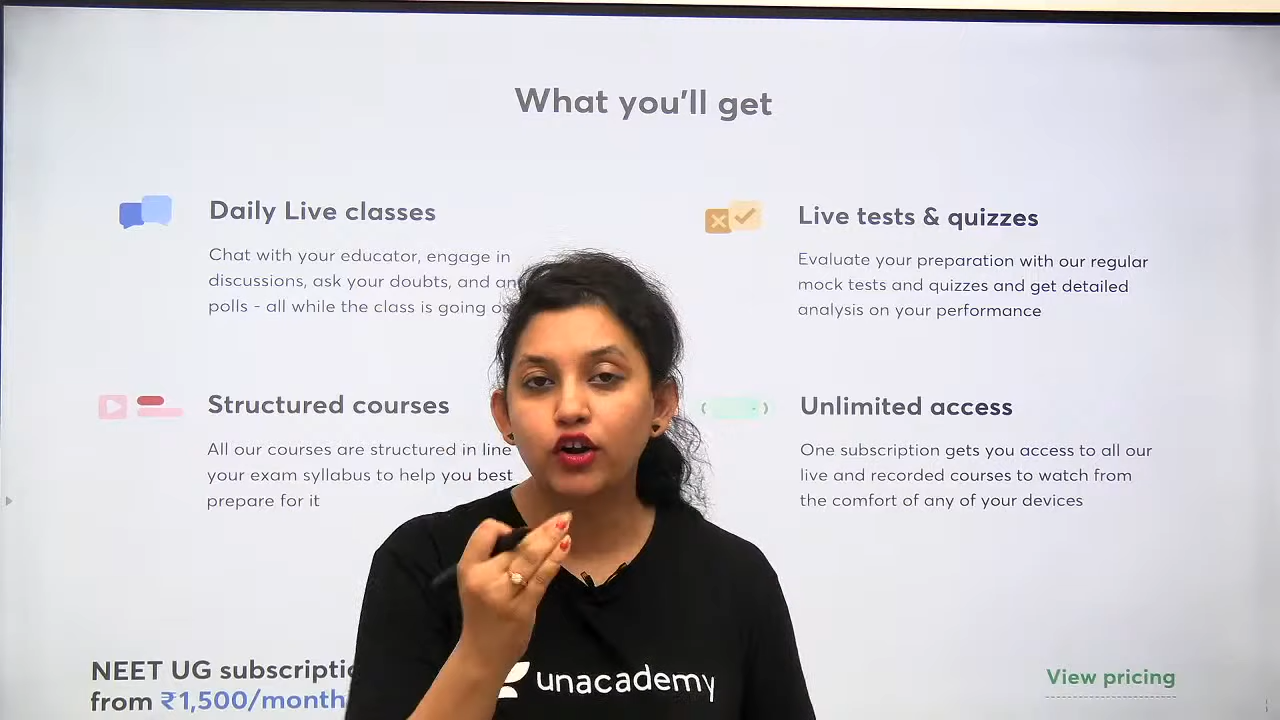 What you'll get
Daily Live classes
Chat with your educator, engage in
discussions, ask your doubts, and
polls - all while the class is going
Live tests & quizzes
Evaluate your preparation with our regular
mock tests and quizzes and get detailed
analysis on your performance
Structured courses
All our courses are structured in line
your exam syllabus to help you best
prepare for it
Unlimited access
One subscription gets you access to all our
live and recorded courses to watch from
the comfort of any of your devices
NEET UG
from ₹1,500/month
View pricing
unacademy